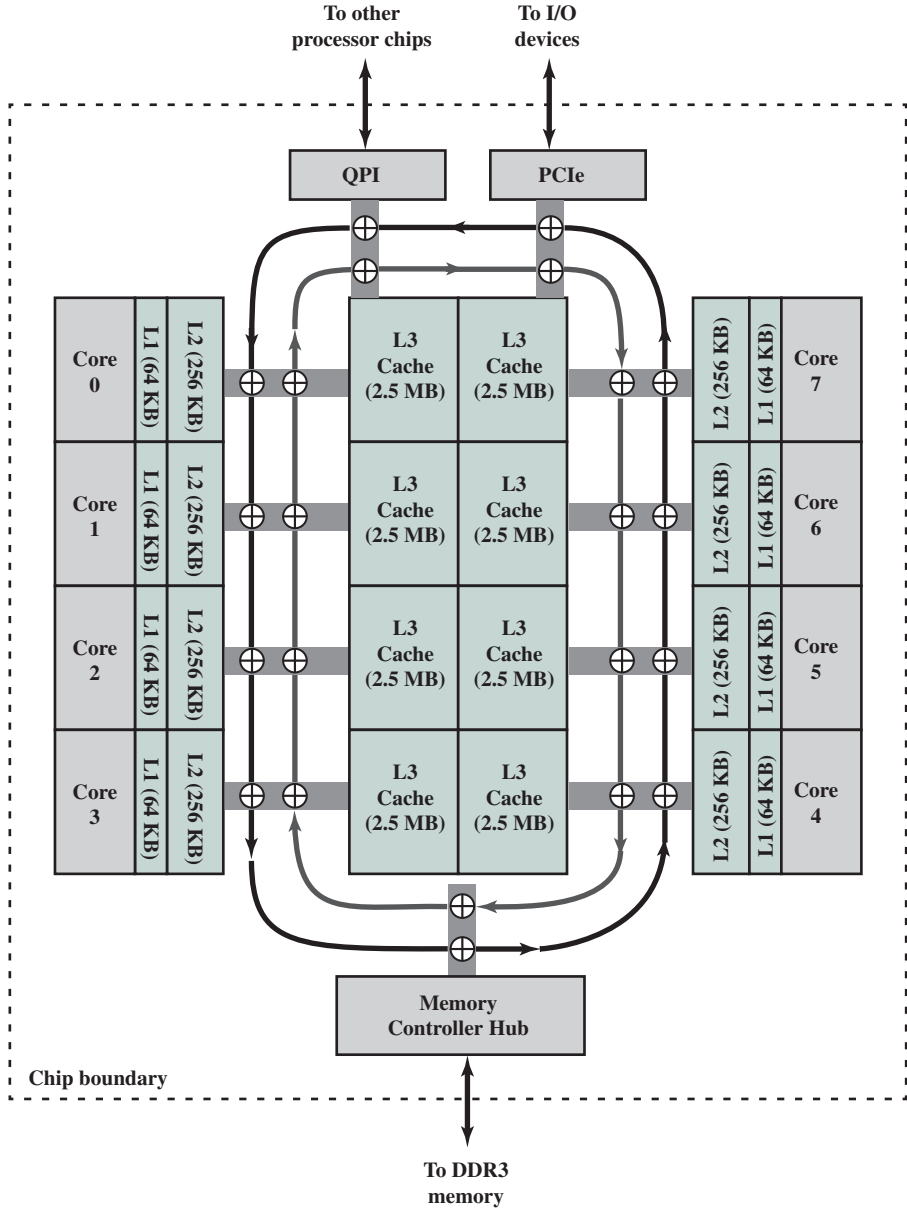 To other
processor chips
To I/O
devices
QPI
PCIe
Core
0
L1 (64 KB)
L2 (256 KB)
L3
Cache
(2.5 MB)
L3
Cache
(2.5 MB)
L2 (256 KB)
L1 (64 KB)
Core
7
Core
1
L1 (64 KB)
L2 (256 KB)
L3
Cache
(2.5 MB)
L3
Cache
(2.5 MB)
L2 (256 KB)
L1 (64 KB)
Core
6
Core
2
L1 (64 KB)
L2 (256 KB)
L3
Cache
(2.5 MB)
L3
Cache
(2.5 MB)
L2 (256 KB)
L1 (64 KB)
Core
5
Core
3
L1 (64 KB)
L2 (256 KB)
L3
Cache
(2.5 MB)
L3
Cache
(2.5 MB)
L2 (256 KB)
L1 (64 KB)
Core
4
Memory
Controller Hub
Chip boundary
To DDR3
memory